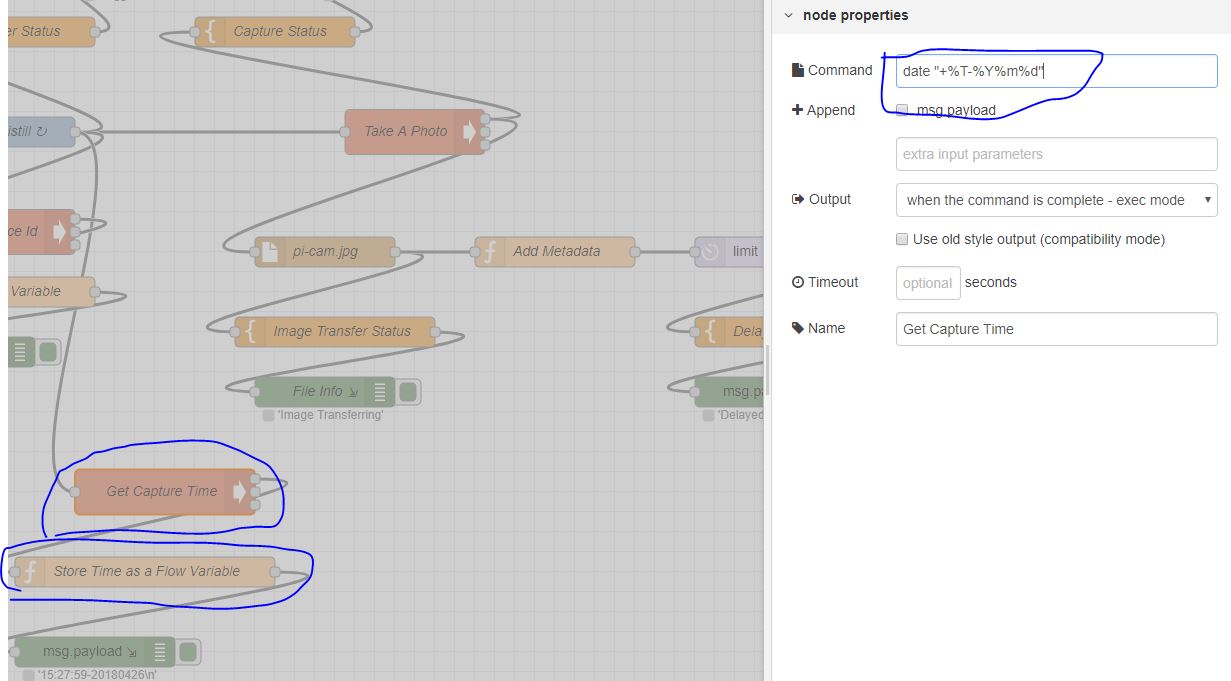 er Status
Capture Status
node properties
Command
date "+%T-%Y%m%d"
Append
msg.payload
extra input parameters
istill ↻
Take A Photo
Output
when the command is complete - exec mode
Use old style output (compatibility mode)
ce Id
pi-cam.jpg
Add Metadata
limit
Timeout
optional
seconds
Variable
Name
Get Capture Time
Image Transfer Status
Dela
File Info
msg.pa
'Image Transferring'
'Delayed
Get Capture Time
Store Time as a Flow Variable
msg.payload
'15:27:59-20180426\n'